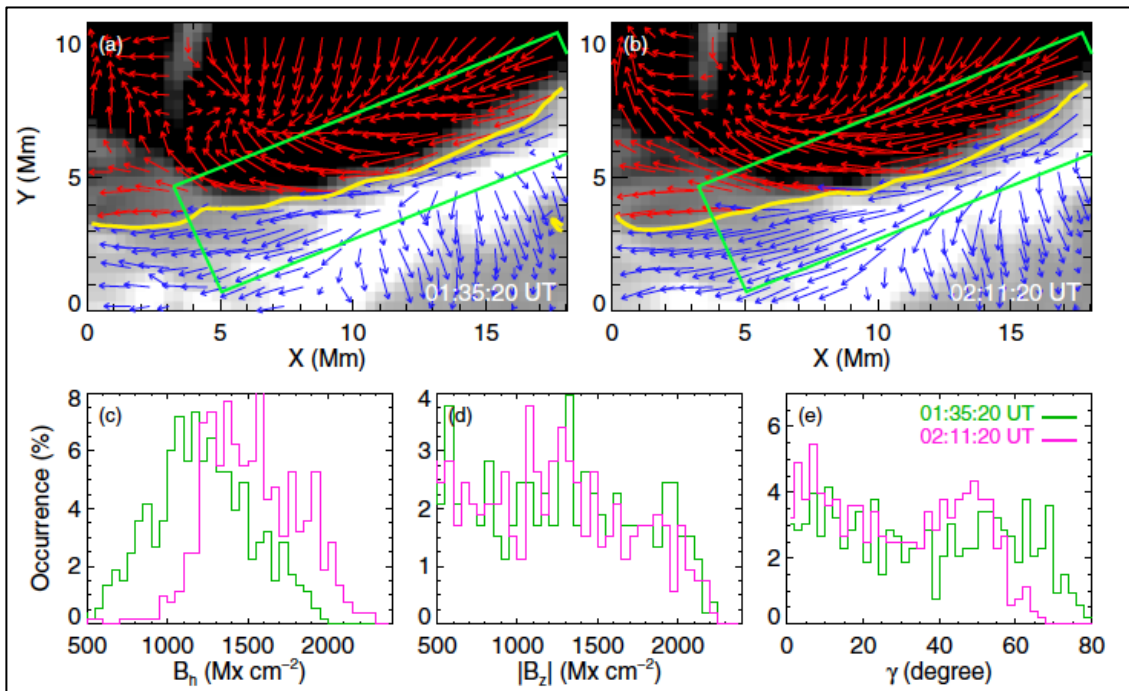 (a)
(b)
10
5
0
Y (Mm)
01:35:20 UT
0 5 10 15
X (Mm)
10
5
0
02:11:20 UT
0 5 10 15
X (Mm)
(c)
8
6
4
2
0
Occurrence (%)
500 1000 1500 2000
B_h (Mx cm⁻²)
(d)
4
3
2
1
0
500 1000 1500 2000
|B_z| (Mx cm⁻²)
(e)
01:35:20 UT
02:11:20 UT
6
4
2
0
0 20 40 60 80
γ (degree)